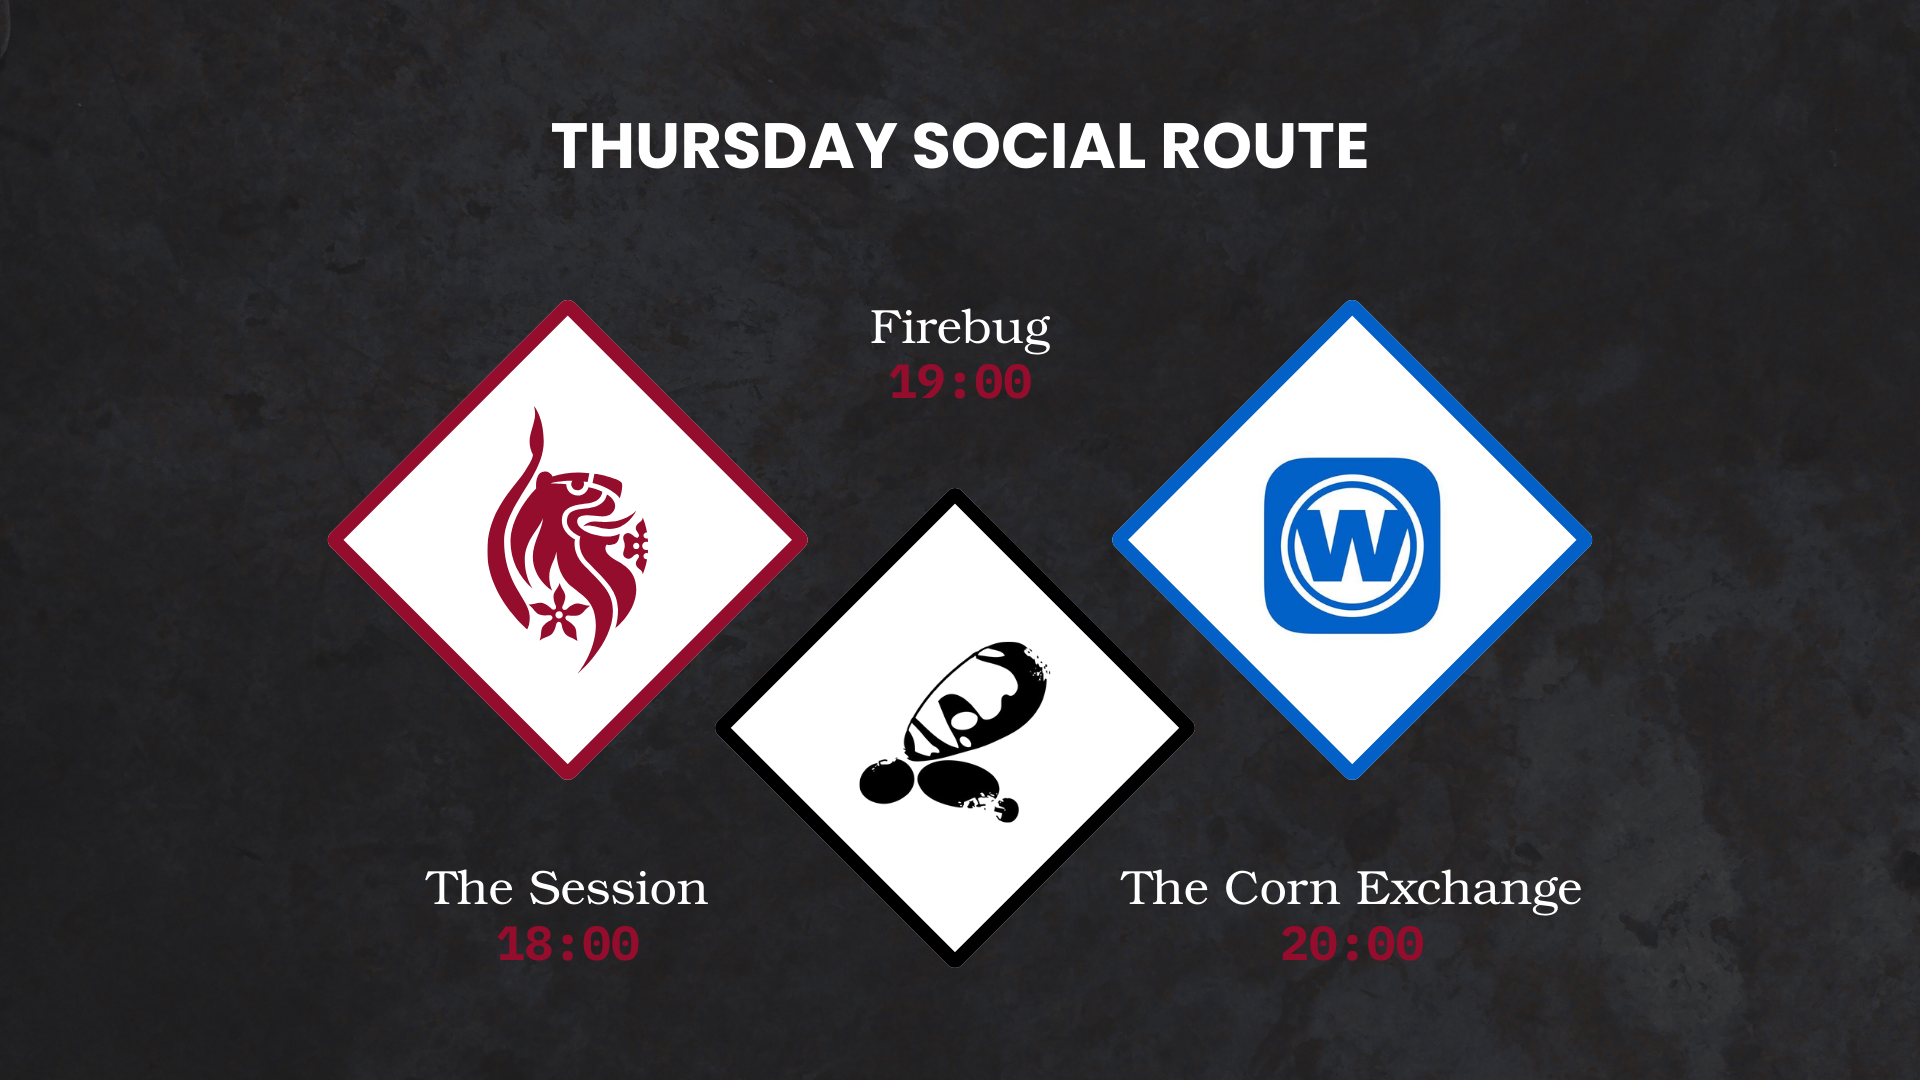 THURSDAY SOCIAL ROUTE
Firebug
19:00
W
The Session
18:00
The Corn Exchange
20:00